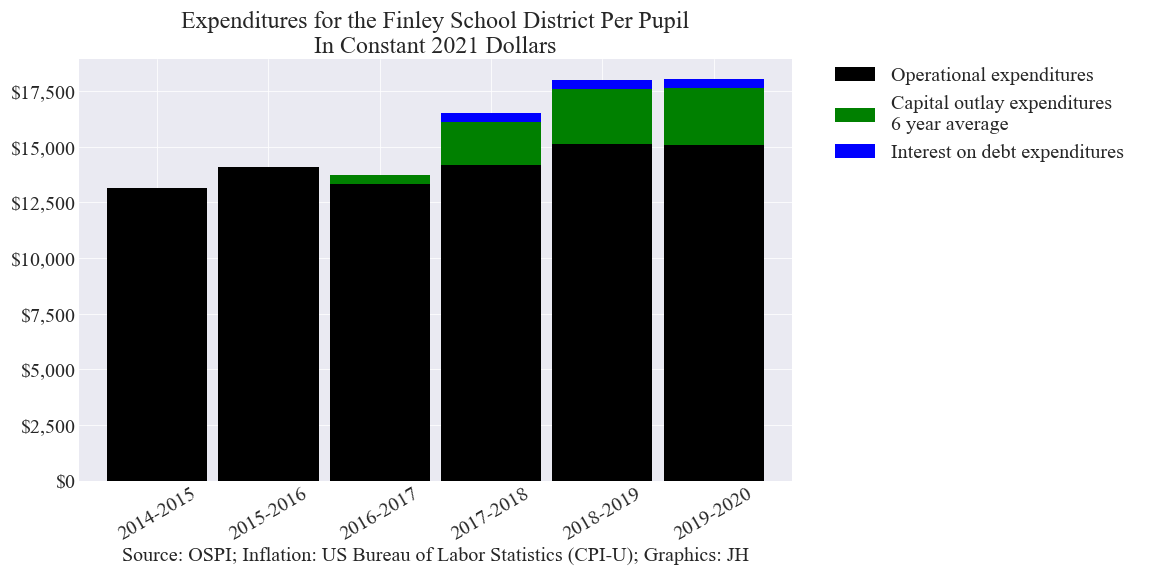 Expenditures for the Finley School District Per Pupil
In Constant 2021 Dollars
$17,500
$15,000
$12,500
$10,000
$7,500
$5,000
$2,500
$0
2014-2015
2015-2016
2016-2017
2017-2018
2018-2019
2019-2020
Source: OSPI; Inflation: US Bureau of Labor Statistics (CPI-U); Graphics: JH
Operational expenditures
Capital outlay expenditures
6 year average
Interest on debt expenditures